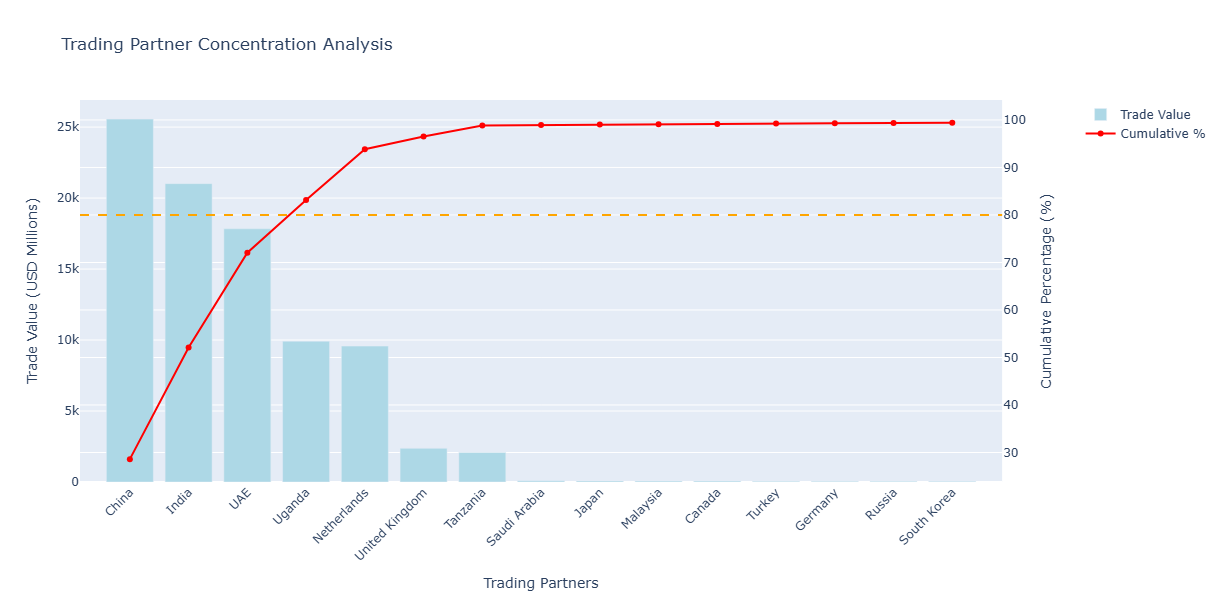 Trading Partner Concentration Analysis
Trade Value
Cumulative %
Trade Value (USD Millions)
25k
20k
15k
10k
5k
0
100
90
80
70
60
50
40
30
Cumulative Percentage (%)
China
India
UAE
Uganda
Netherlands
United Kingdom
Tanzania
Saudi Arabia
Japan
Malaysia
Canada
Turkey
Germany
Russia
South Korea
Trading Partners